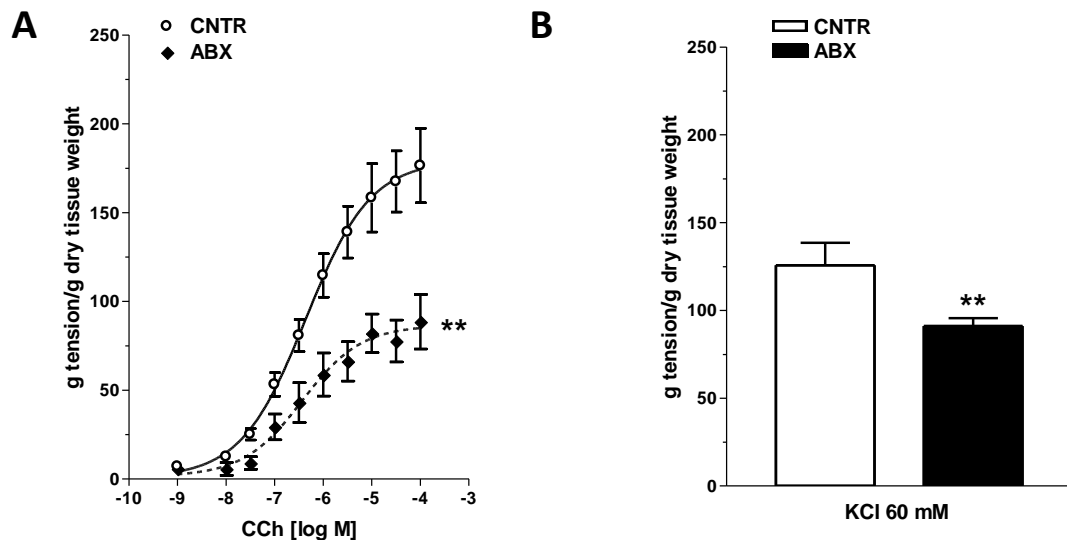 A
CNTR
ABX
250
200
150
100
50
0
g tension/g dry tissue weight
**
-10 -9 -8 -7 -6 -5 -4 -3
CCh [log M]
B
CNTR
ABX
250
200
150
100
50
0
g tension/g dry tissue weight
**
KCl 60 mM